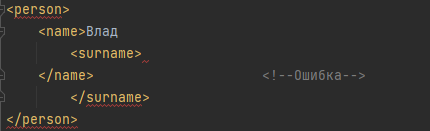 <person>
<name>Влад
<surname>
</name> <!--Ошибка-->
</surname>
</person>